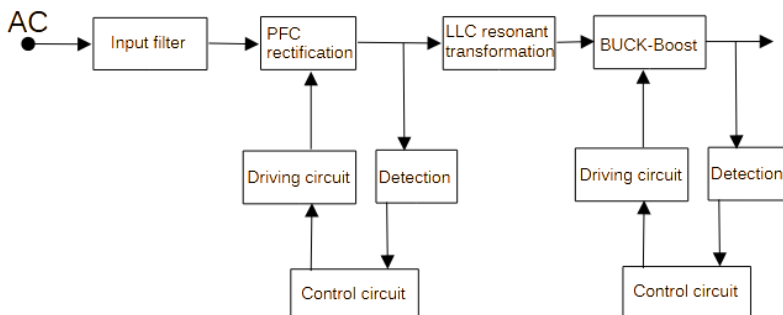 AC
Input filter
PFC
rectification
LLC resonant
transformation
BUCK-Boost
Driving circuit
Detection
Driving circuit
Detection
Control circuit
Control circuit